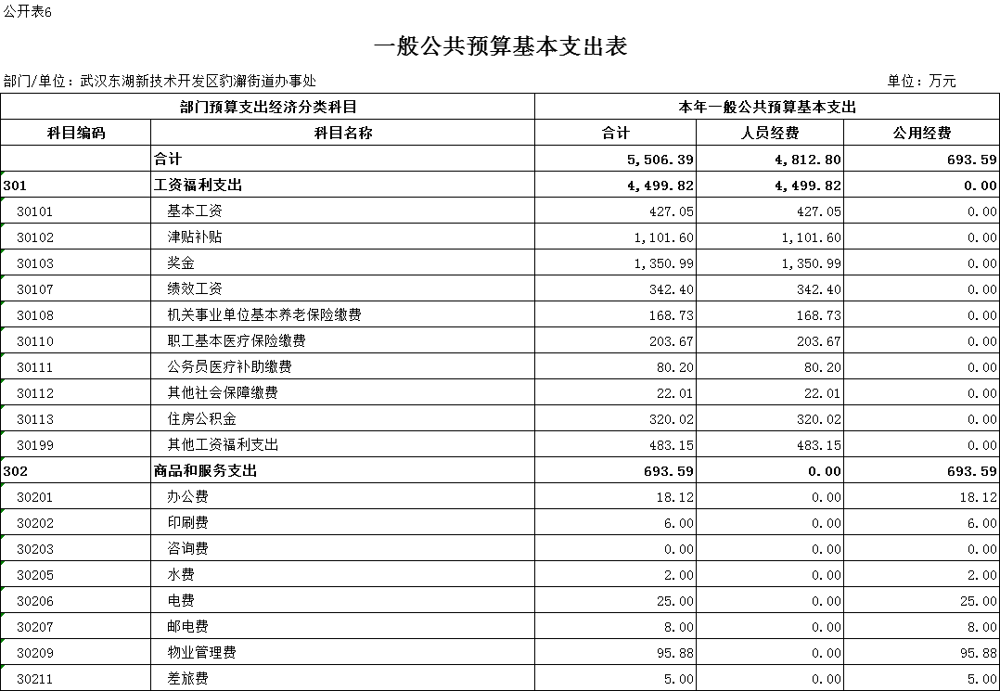 公开表6
一般公共预算基本支出表
部门/单位：武汉东湖新技术开发区豹澥街道办事处 单位：万元
部门预算支出经济分类科目 本年一般公共预算基本支出
科目编码 科目名称 合计 人员经费 公用经费
合计 5,506.39 4,812.80 693.59
301 工资福利支出 4,499.82 4,499.82 0.00
30101 基本工资 427.05 427.05 0.00
30102 津贴补贴 1,101.60 1,101.60 0.00
30103 奖金 1,350.99 1,350.99 0.00
30107 绩效工资 342.40 342.40 0.00
30108 机关事业单位基本养老保险缴费 168.73 168.73 0.00
30110 职工基本医疗保险缴费 203.67 203.67 0.00
30111 公务员医疗补助缴费 80.20 80.20 0.00
30112 其他社会保障缴费 22.01 22.01 0.00
30113 住房公积金 320.02 320.02 0.00
30199 其他工资福利支出 483.15 483.15 0.00
302 商品和服务支出 693.59 0.00 693.59
30201 办公费 18.12 0.00 18.12
30202 印刷费 6.00 0.00 6.00
30203 咨询费 0.00 0.00 0.00
30205 水费 2.00 0.00 2.00
30206 电费 25.00 0.00 25.00
30207 邮电费 8.00 0.00 8.00
30209 物业管理费 95.88 0.00 95.88
30211 差旅费 5.00 0.00 5.00